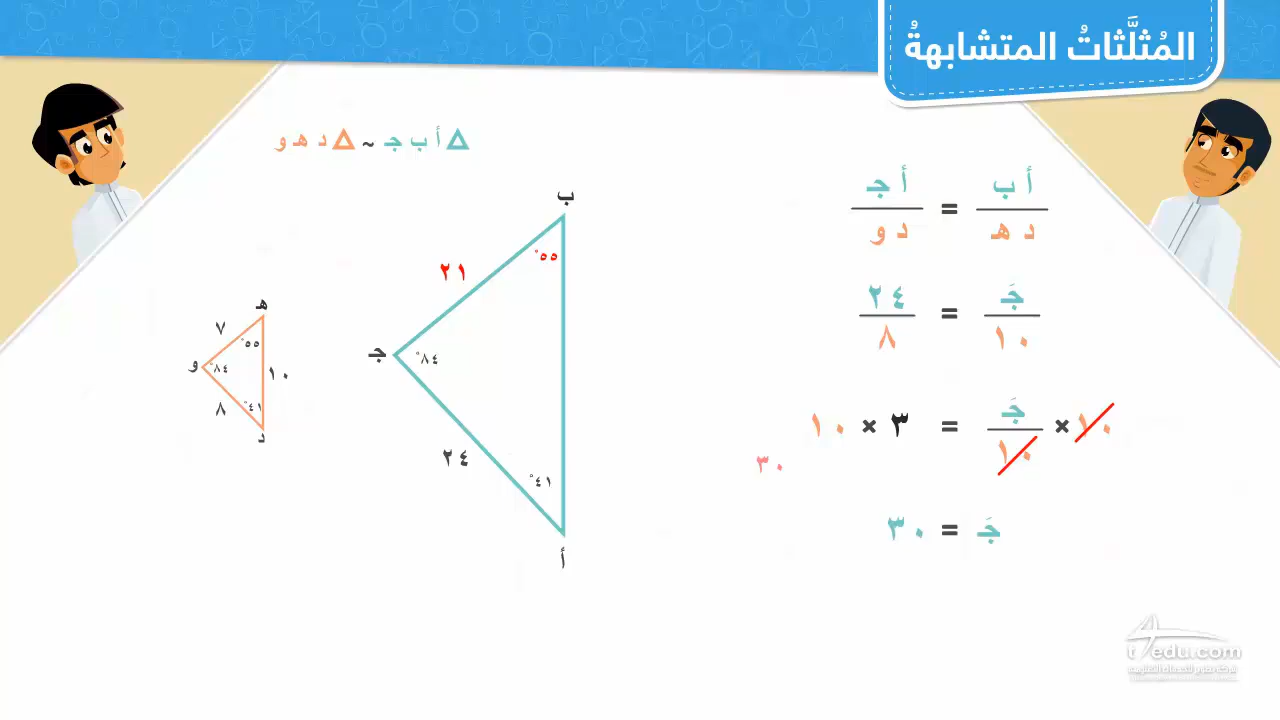 المُثلَّثاتُ المتشابهةُ
△ أ ب جـ ~ △ د هـ و
أ ب / د هـ = أ جـ / د و
جَـ / ١٠ = ٢٤ / ٨
١٠ × جَـ / ١٠ = ٣ × ١٠
٣٠
جَـ = ٣٠
ب
٥٥°
٢١
جـ
٨٤°
٢٤
٤١°
أ
هـ
٧
٥٥°
و
٨٤°
١٠
٨
٤١°
د
t4edu.com